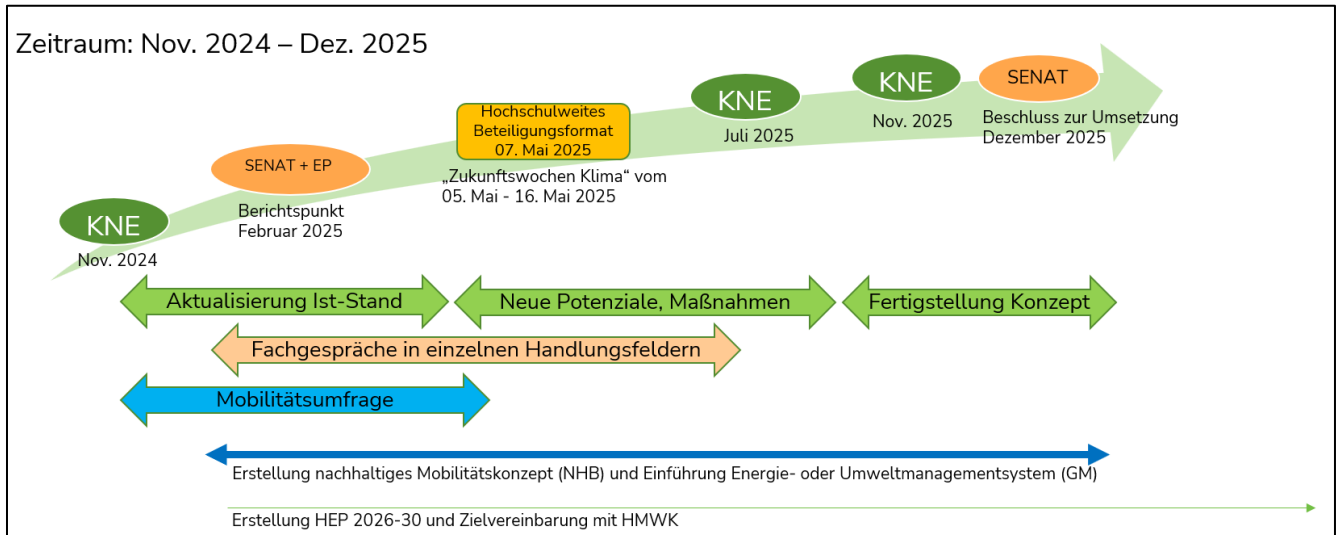 Zeitraum: Nov. 2024 – Dez. 2025
KNE
Nov. 2024
SENAT + EP
Berichtspunkt
Februar 2025
Hochschulweites
Beteiligungsformat
07. Mai 2025
„Zukunftswochen Klima“ vom
05. Mai - 16. Mai 2025
KNE
Juli 2025
KNE
Nov. 2025
SENAT
Beschluss zur Umsetzung
Dezember 2025
Aktualisierung Ist-Stand
Neue Potenziale, Maßnahmen
Fertigstellung Konzept
Fachgespräche in einzelnen Handlungsfeldern
Mobilitätsumfrage
Erstellung nachhaltiges Mobilitätskonzept (NHB) und Einführung Energie- oder Umweltmanagementsystem (GM)
Erstellung HEP 2026-30 und Zielvereinbarung mit HMWK